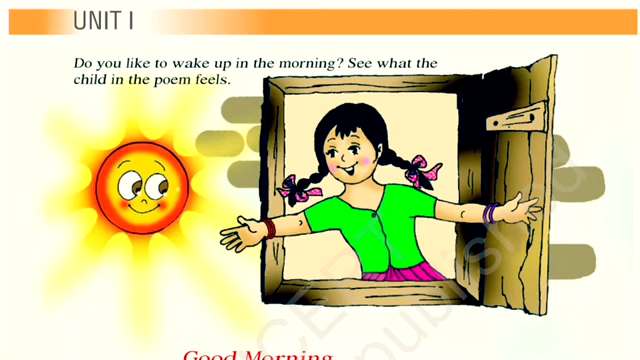 UNIT I
Do you like to wake up in the morning? See what the
child in the poem feels.
Good Morning